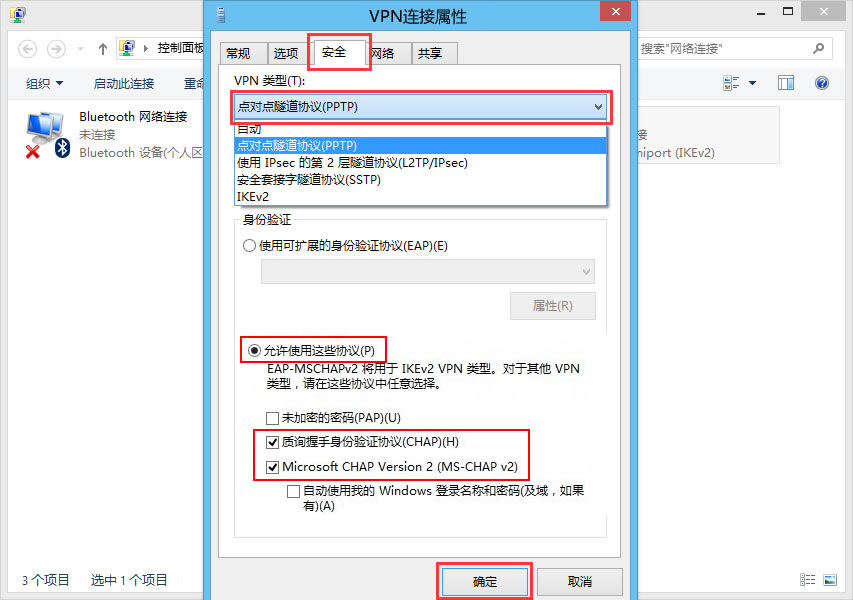 VPN连接属性
控制面板
搜索"网络连接"
组织
启动此连接
重命
Bluetooth 网络连接
未连接
Bluetooth 设备(个人区
接
niport (IKEv2)
常规
选项
安全
网络
共享
VPN 类型(T):
点对点隧道协议(PPTP)
自动
点对点隧道协议(PPTP)
使用 IPsec 的第 2 层隧道协议(L2TP/IPsec)
安全套接字隧道协议(SSTP)
IKEv2
身份验证
使用可扩展的身份验证协议(EAP)(E)
属性(R)
允许使用这些协议(P)
EAP-MSCHAPv2 将用于 IKEv2 VPN 类型。对于其他 VPN
类型，请在这些协议中任意选择。
未加密的密码(PAP)(U)
质询握手身份验证协议(CHAP)(H)
Microsoft CHAP Version 2 (MS-CHAP v2)
自动使用我的 Windows 登录名称和密码(及域，如果
有)(A)
确定
取消
3 个项目
选中 1 个项目